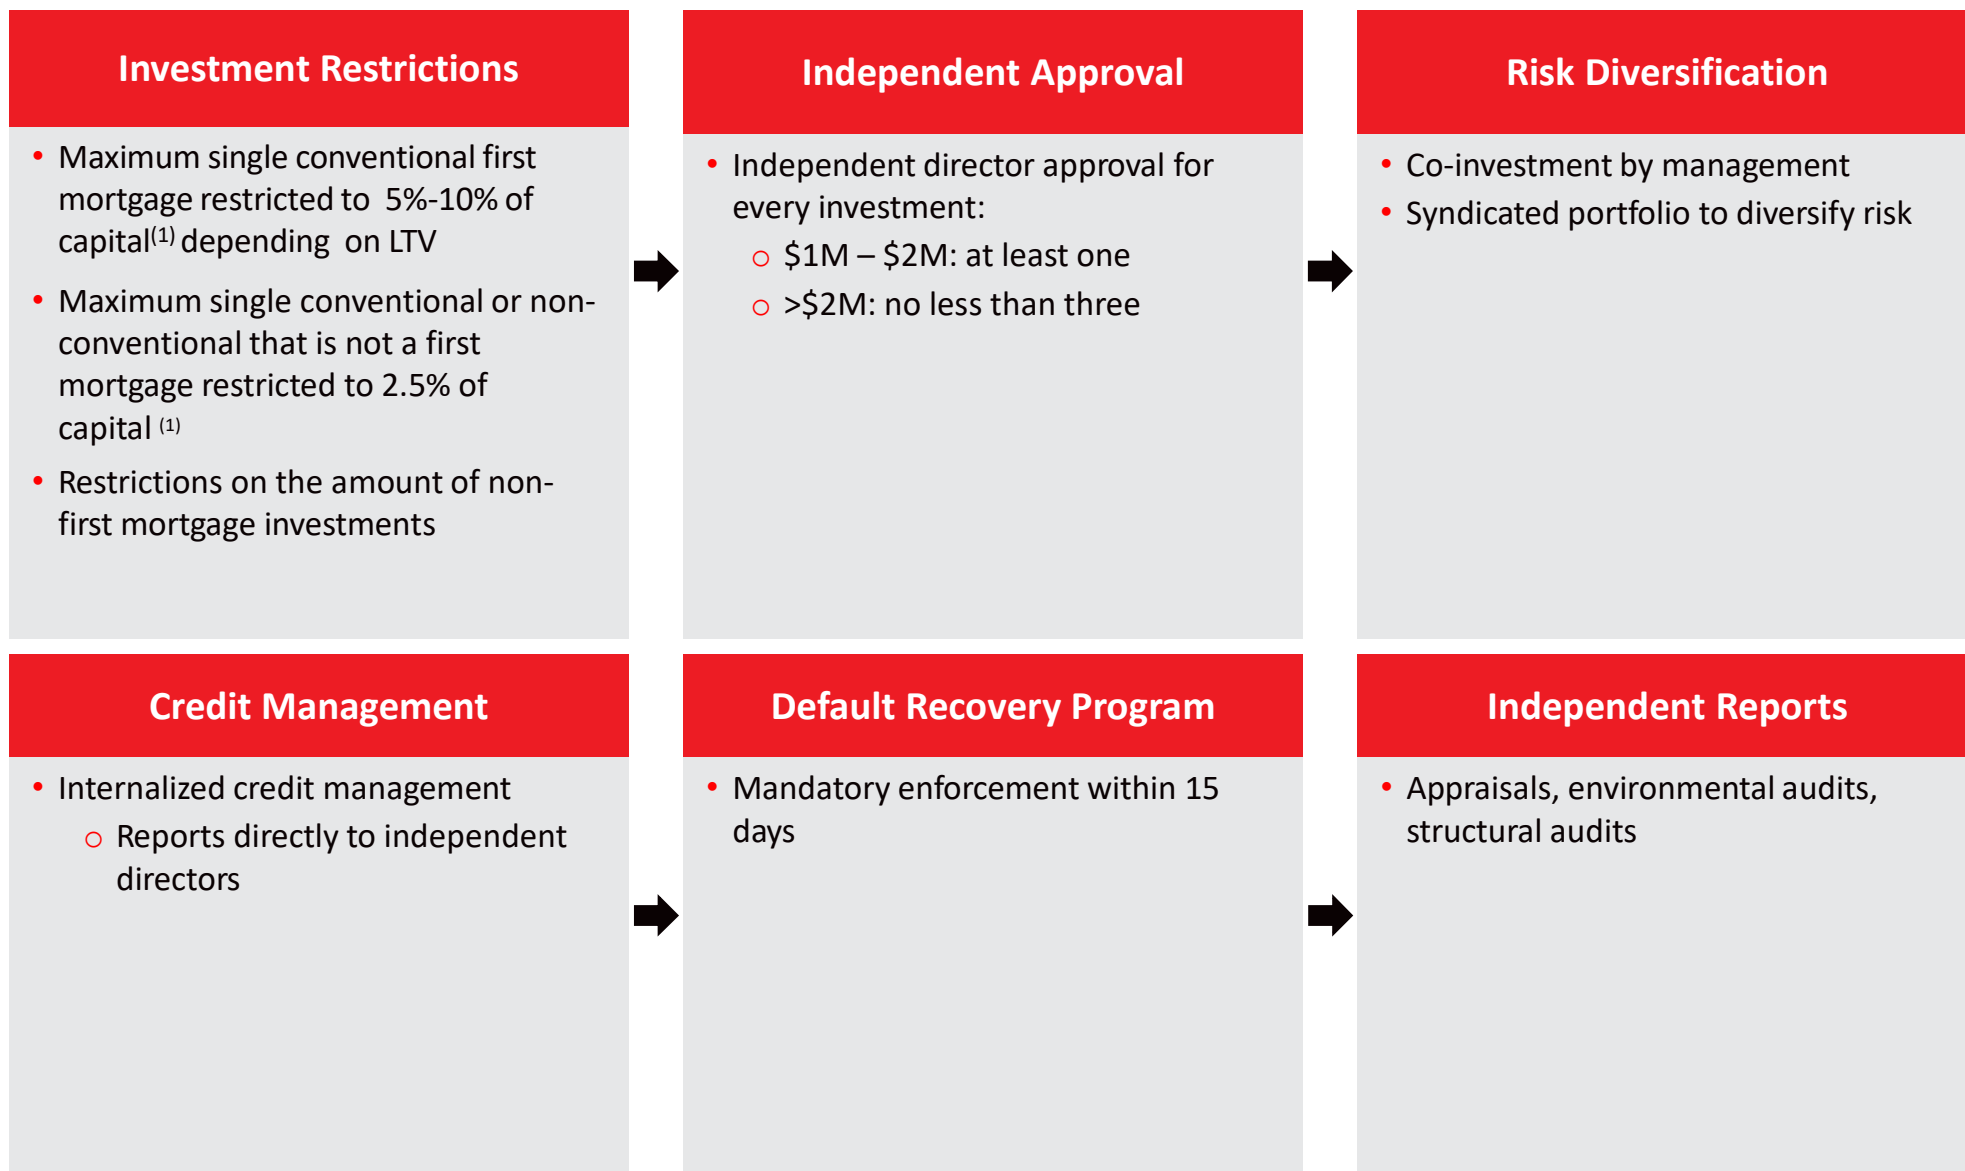 Investment Restrictions
• Maximum single conventional first
mortgage restricted to 5%-10% of
capital(1) depending on LTV
• Maximum single conventional or non-
conventional that is not a first
mortgage restricted to 2.5% of
capital (1)
• Restrictions on the amount of non-
first mortgage investments
Independent Approval
• Independent director approval for
every investment:
o $1M – $2M: at least one
o >$2M: no less than three
Risk Diversification
• Co-investment by management
• Syndicated portfolio to diversify risk
Credit Management
• Internalized credit management
o Reports directly to independent
directors
Default Recovery Program
• Mandatory enforcement within 15
days
Independent Reports
• Appraisals, environmental audits,
structural audits